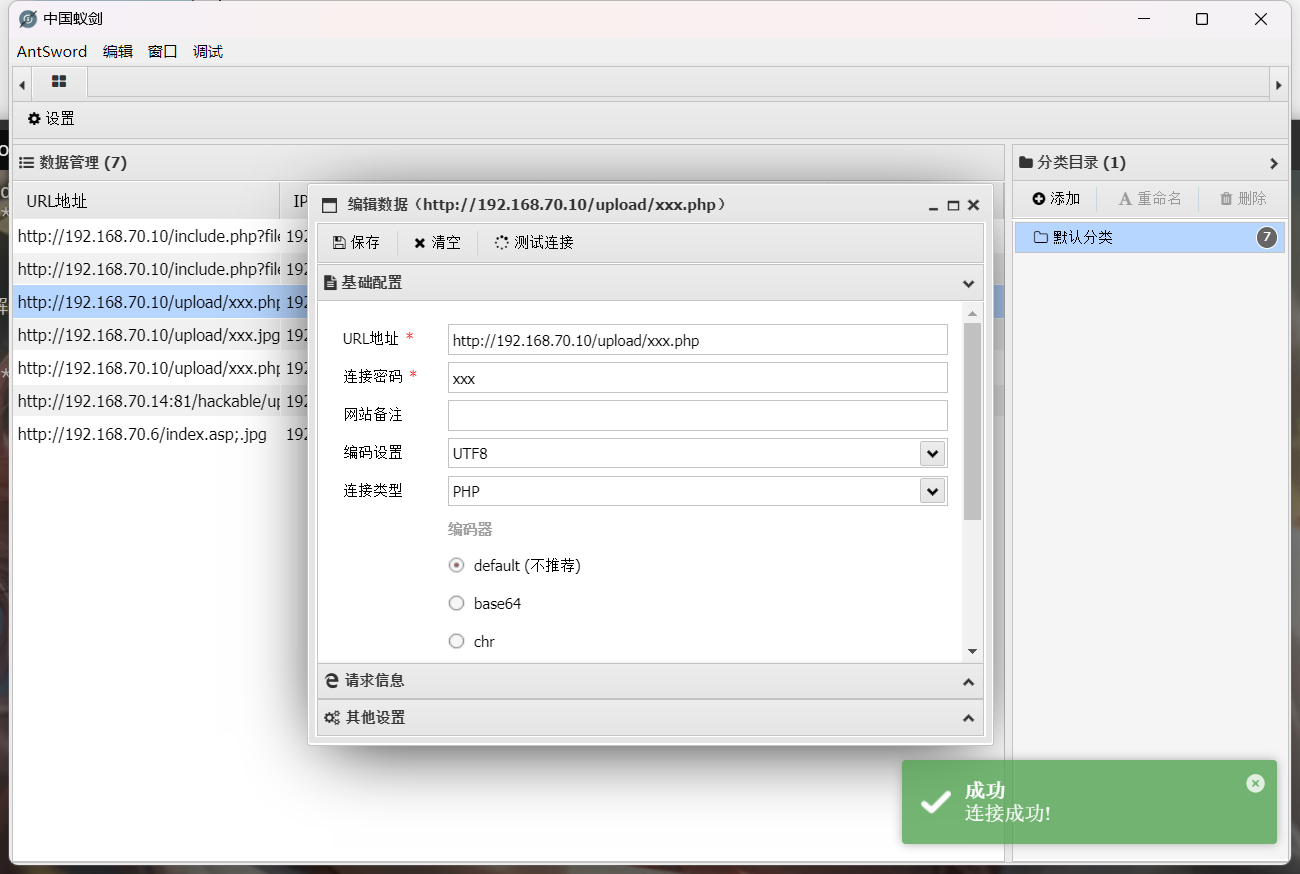 中国蚁剑
AntSword 编辑 窗口 调试
设置
数据管理 (7)
URL地址 IP
http://192.168.70.10/include.php?file 192
http://192.168.70.10/include.php?file 192
http://192.168.70.10/upload/xxx.php 192
http://192.168.70.10/upload/xxx.jpg 192
http://192.168.70.10/upload/xxx.php 192
http://192.168.70.14:81/hackable/up 192
http://192.168.70.6/index.asp;.jpg 192
编辑数据（http://192.168.70.10/upload/xxx.php）
保存 清空 测试连接
基础配置
URL地址 * http://192.168.70.10/upload/xxx.php
连接密码 * xxx
网站备注
编码设置 UTF8
连接类型 PHP
编码器
default (不推荐)
base64
chr
请求信息
其他设置
分类目录 (1)
添加 重命名 删除
默认分类 7
成功
连接成功!